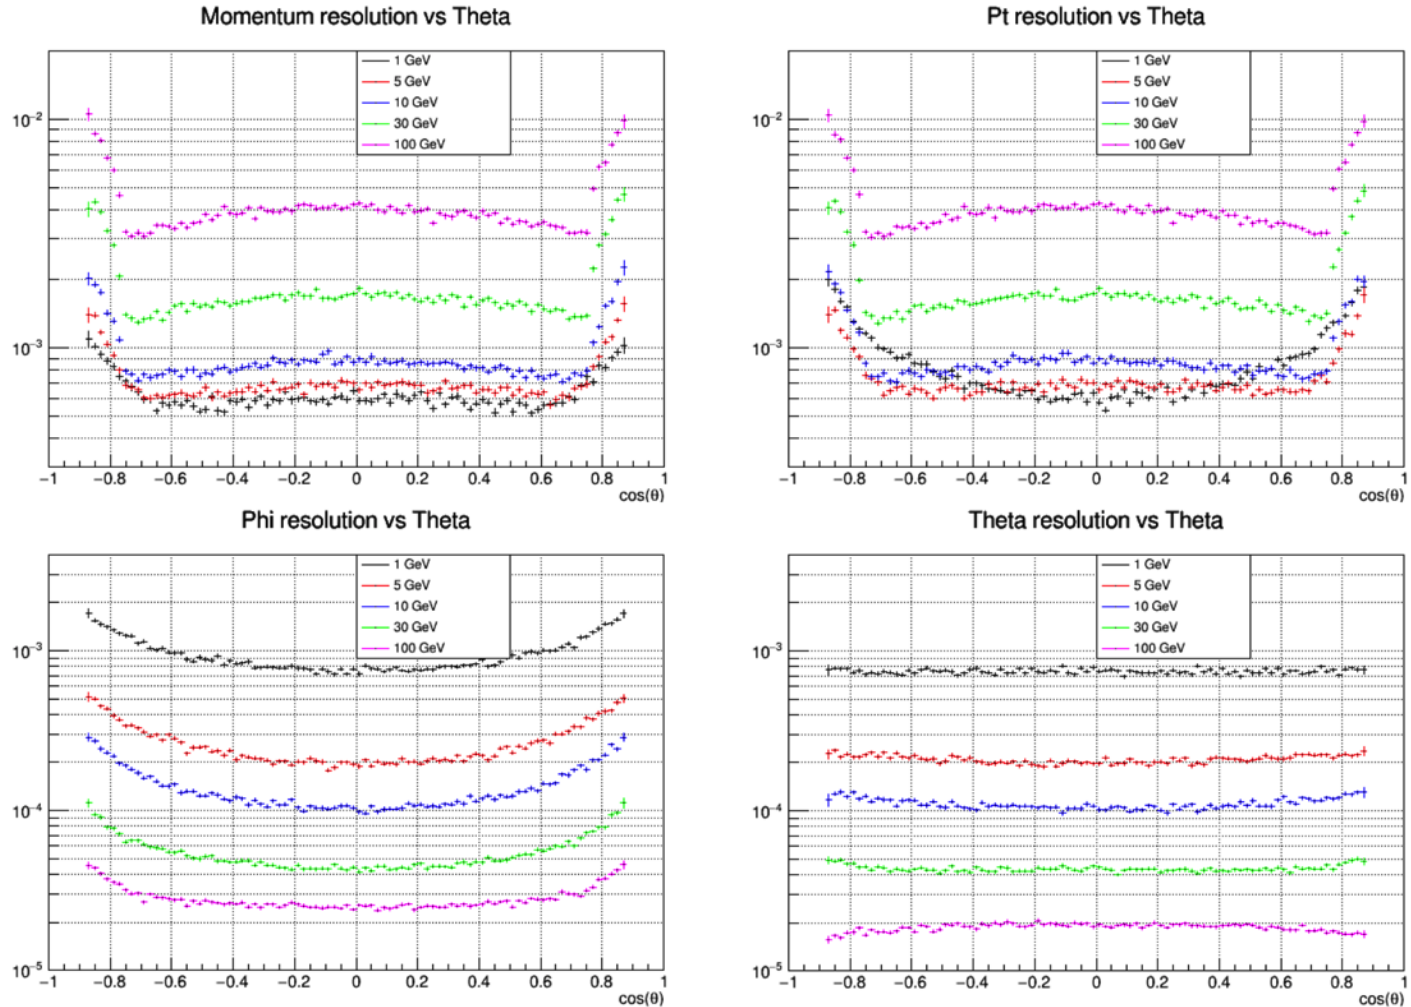 Momentum resolution vs Theta
1 GeV
5 GeV
10 GeV
30 GeV
100 GeV
10⁻²
10⁻³
−1 −0.8 −0.6 −0.4 −0.2 0 0.2 0.4 0.6 0.8 1
cos(θ)
Pt resolution vs Theta
1 GeV
5 GeV
10 GeV
30 GeV
100 GeV
10⁻²
10⁻³
−1 −0.8 −0.6 −0.4 −0.2 0 0.2 0.4 0.6 0.8 1
cos(θ)
Phi resolution vs Theta
1 GeV
5 GeV
10 GeV
30 GeV
100 GeV
10⁻³
10⁻⁴
10⁻⁵
−1 −0.8 −0.6 −0.4 −0.2 0 0.2 0.4 0.6 0.8 1
cos(θ)
Theta resolution vs Theta
1 GeV
5 GeV
10 GeV
30 GeV
100 GeV
10⁻³
10⁻⁴
10⁻⁵
−1 −0.8 −0.6 −0.4 −0.2 0 0.2 0.4 0.6 0.8 1
cos(θ)